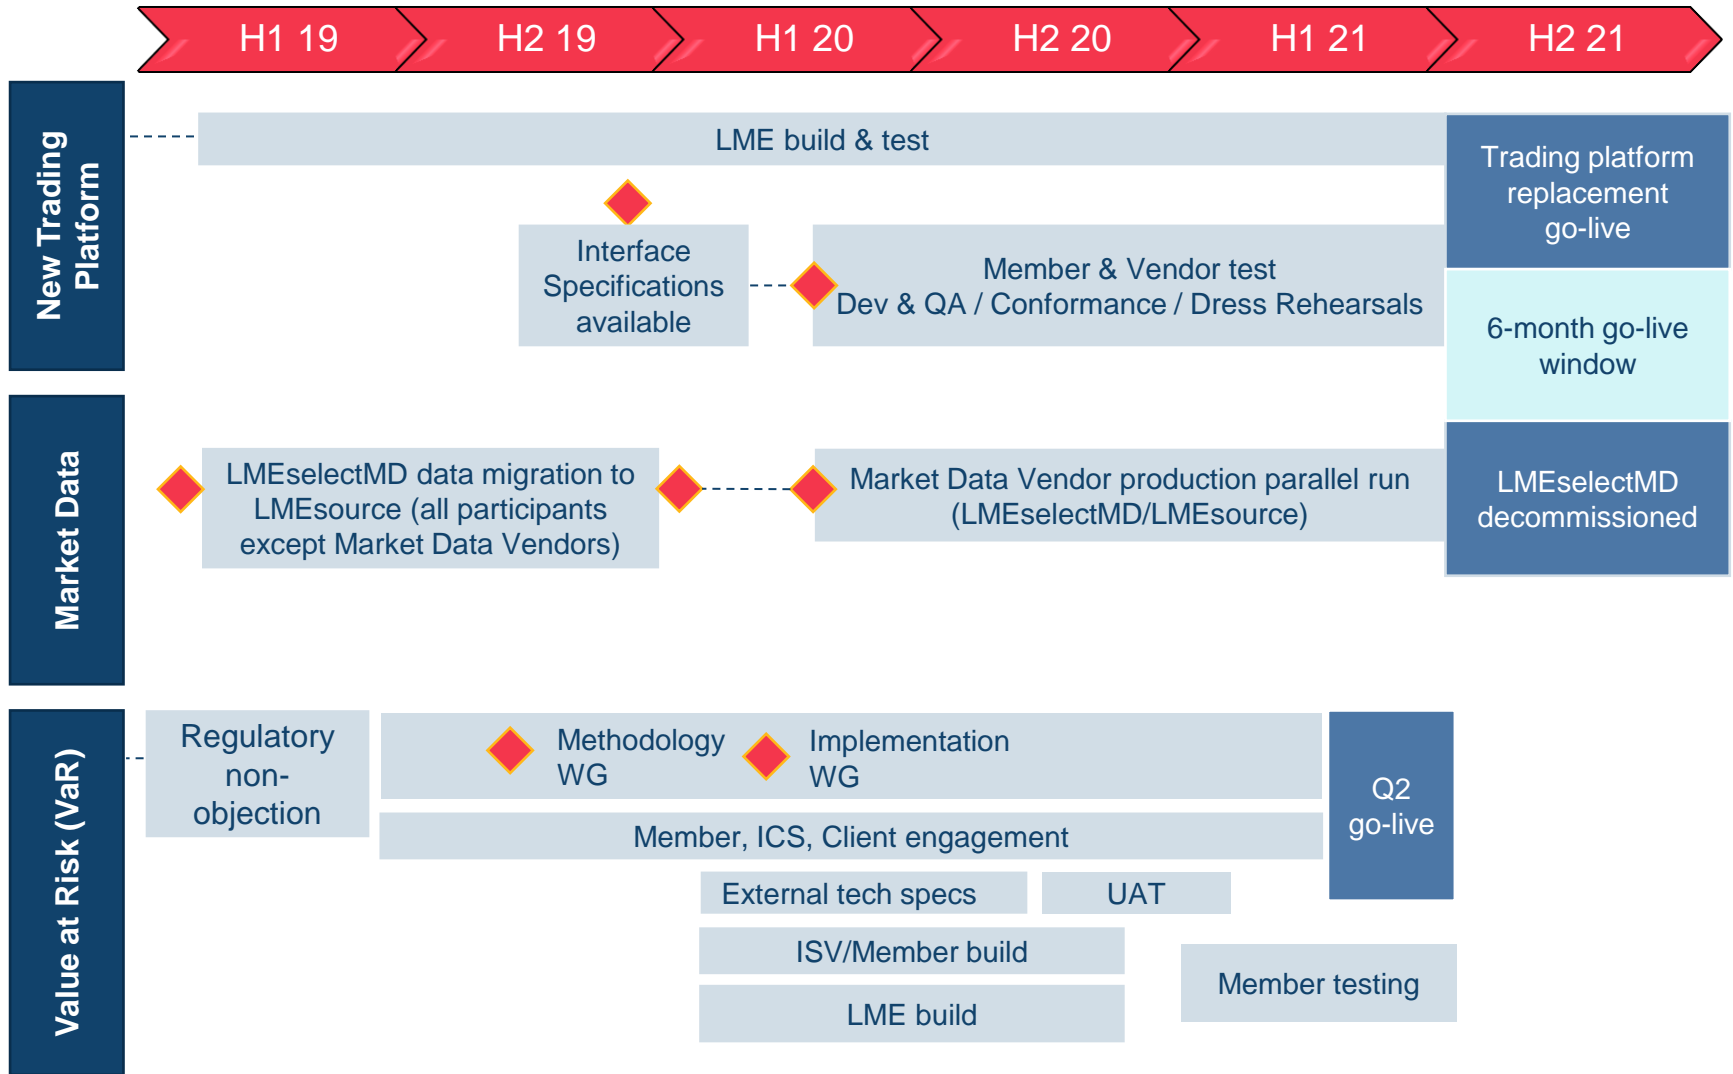 H1 19
H2 19
H1 20
H2 20
H1 21
H2 21
New Trading
Platform
LME build & test
Trading platform
replacement
go-live
Interface
Specifications
available
Member & Vendor test
Dev & QA / Conformance / Dress Rehearsals
6-month go-live
window
Market Data
LMEselectMD data migration to
LMEsource (all participants
except Market Data Vendors)
Market Data Vendor production parallel run
(LMEselectMD/LMEsource)
LMEselectMD
decommissioned
Value at Risk (VaR)
Regulatory
non-
objection
Methodology
WG
Implementation
WG
Q2
go-live
Member, ICS, Client engagement
External tech specs
UAT
ISV/Member build
Member testing
LME build